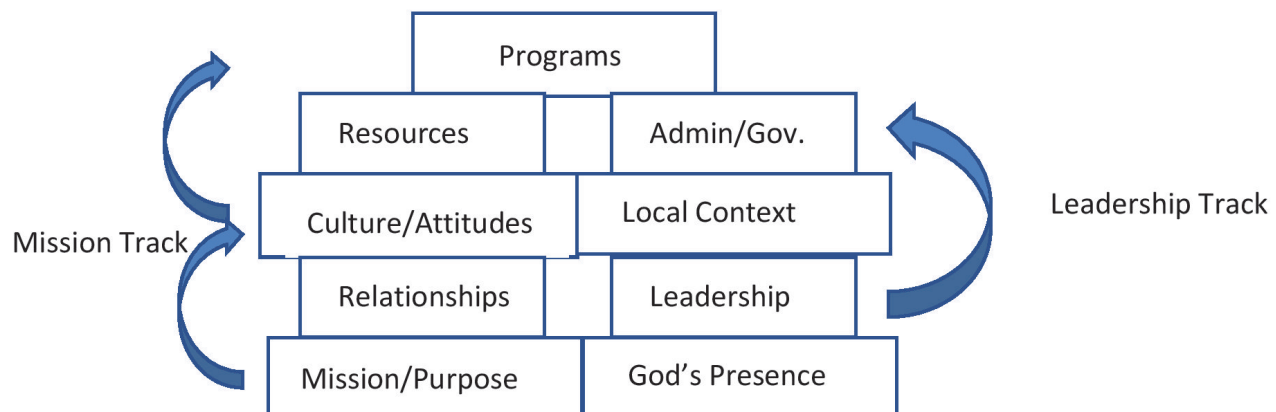 Programs
Resources
Admin/Gov.
Culture/Attitudes
Local Context
Leadership Track
Mission Track
Relationships
Leadership
Mission/Purpose
God’s Presence